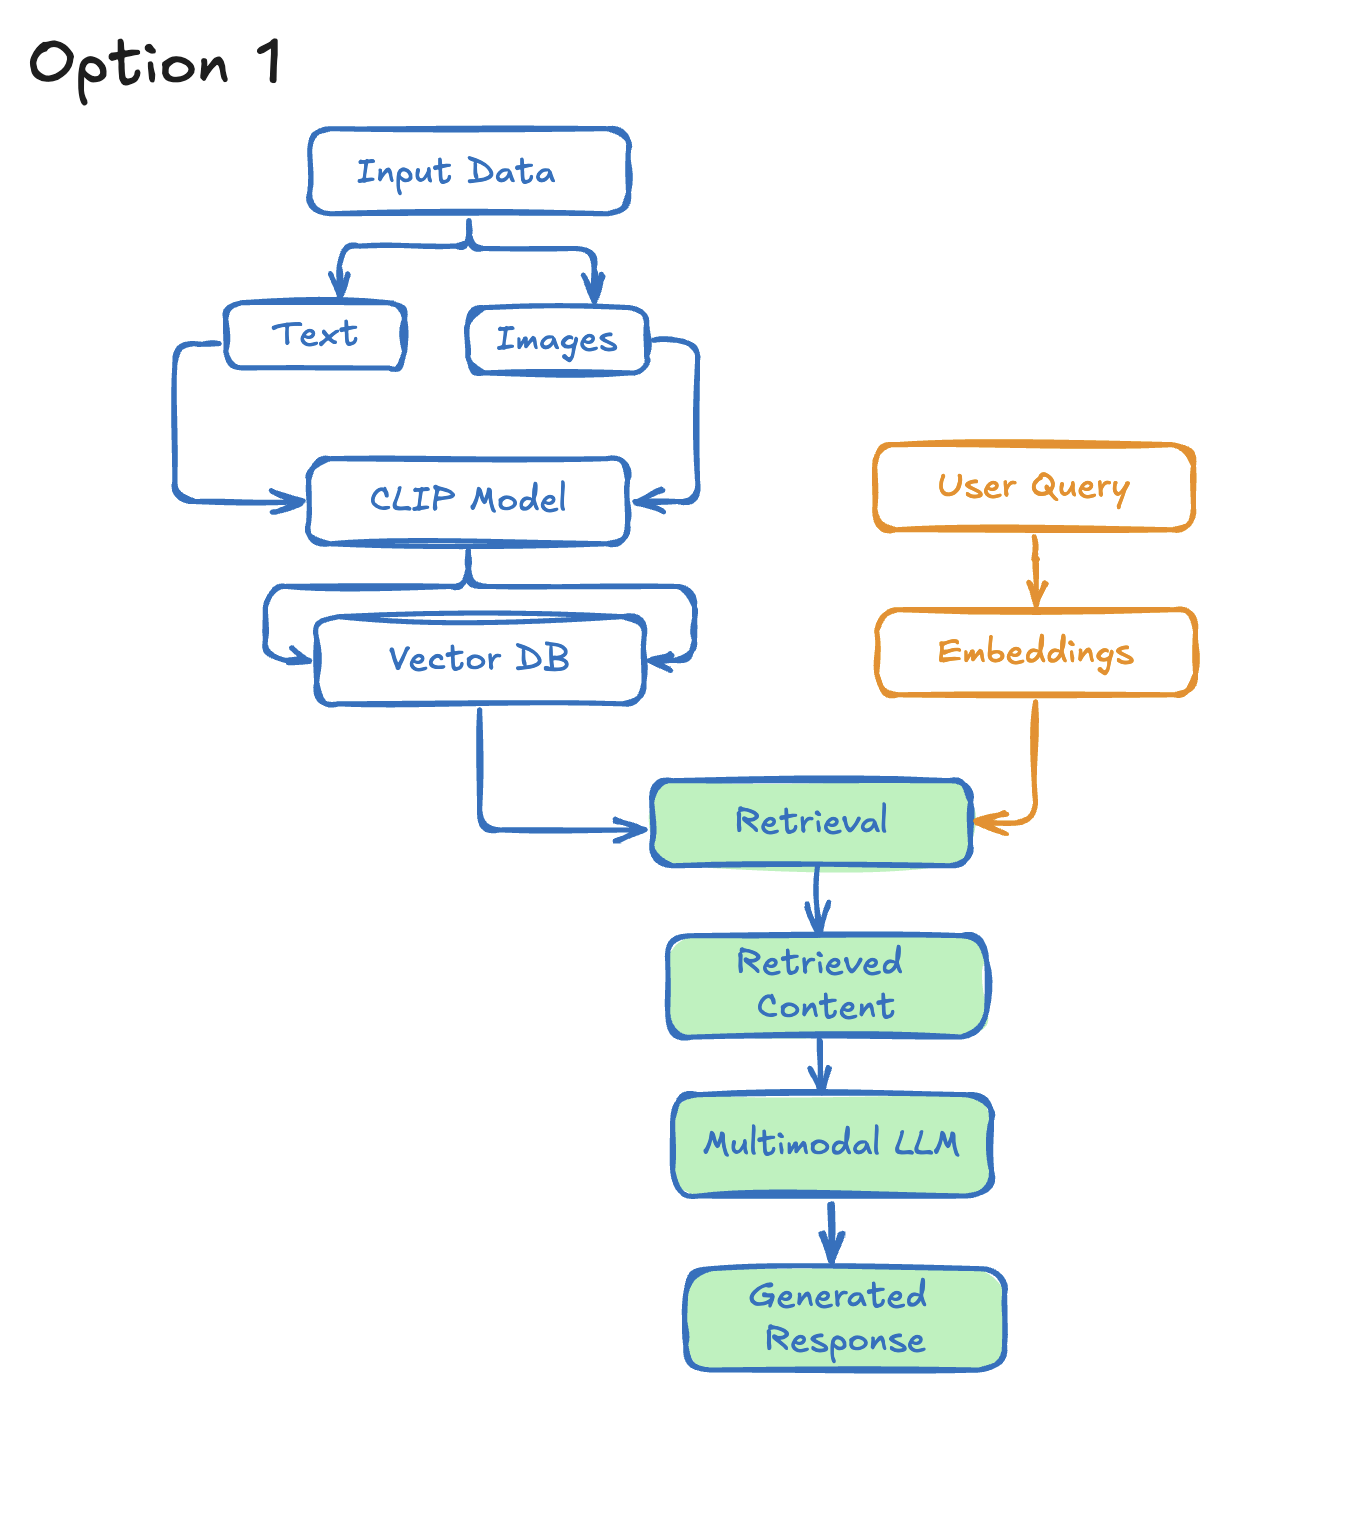 Option 1
Input Data
Text
Images
CLIP Model
User Query
Vector DB
Embeddings
Retrieval
Retrieved
Content
Multimodal LLM
Generated
Response